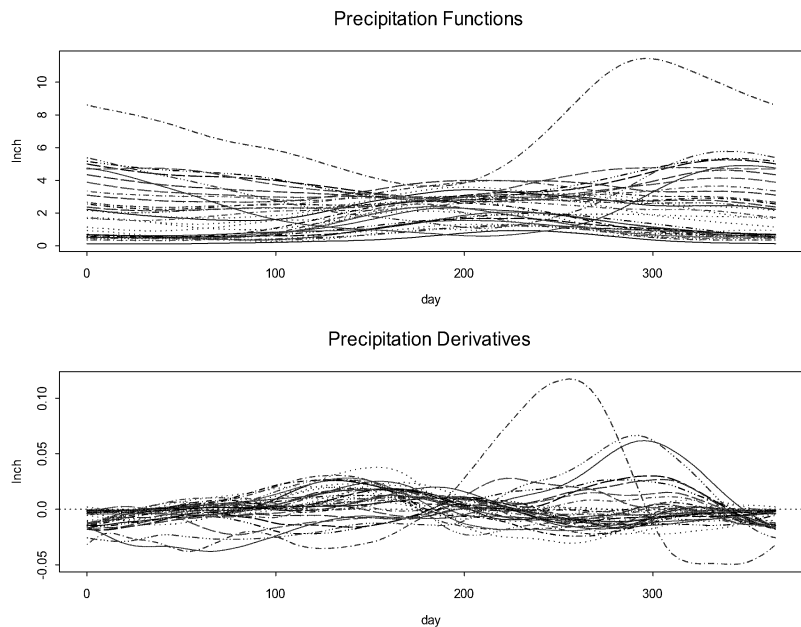 Precipitation Functions
Inch
10
8
6
4
2
0
0 100 200 300
day
Precipitation Derivatives
Inch
0.10
0.05
0.0
-0.05
0 100 200 300
day